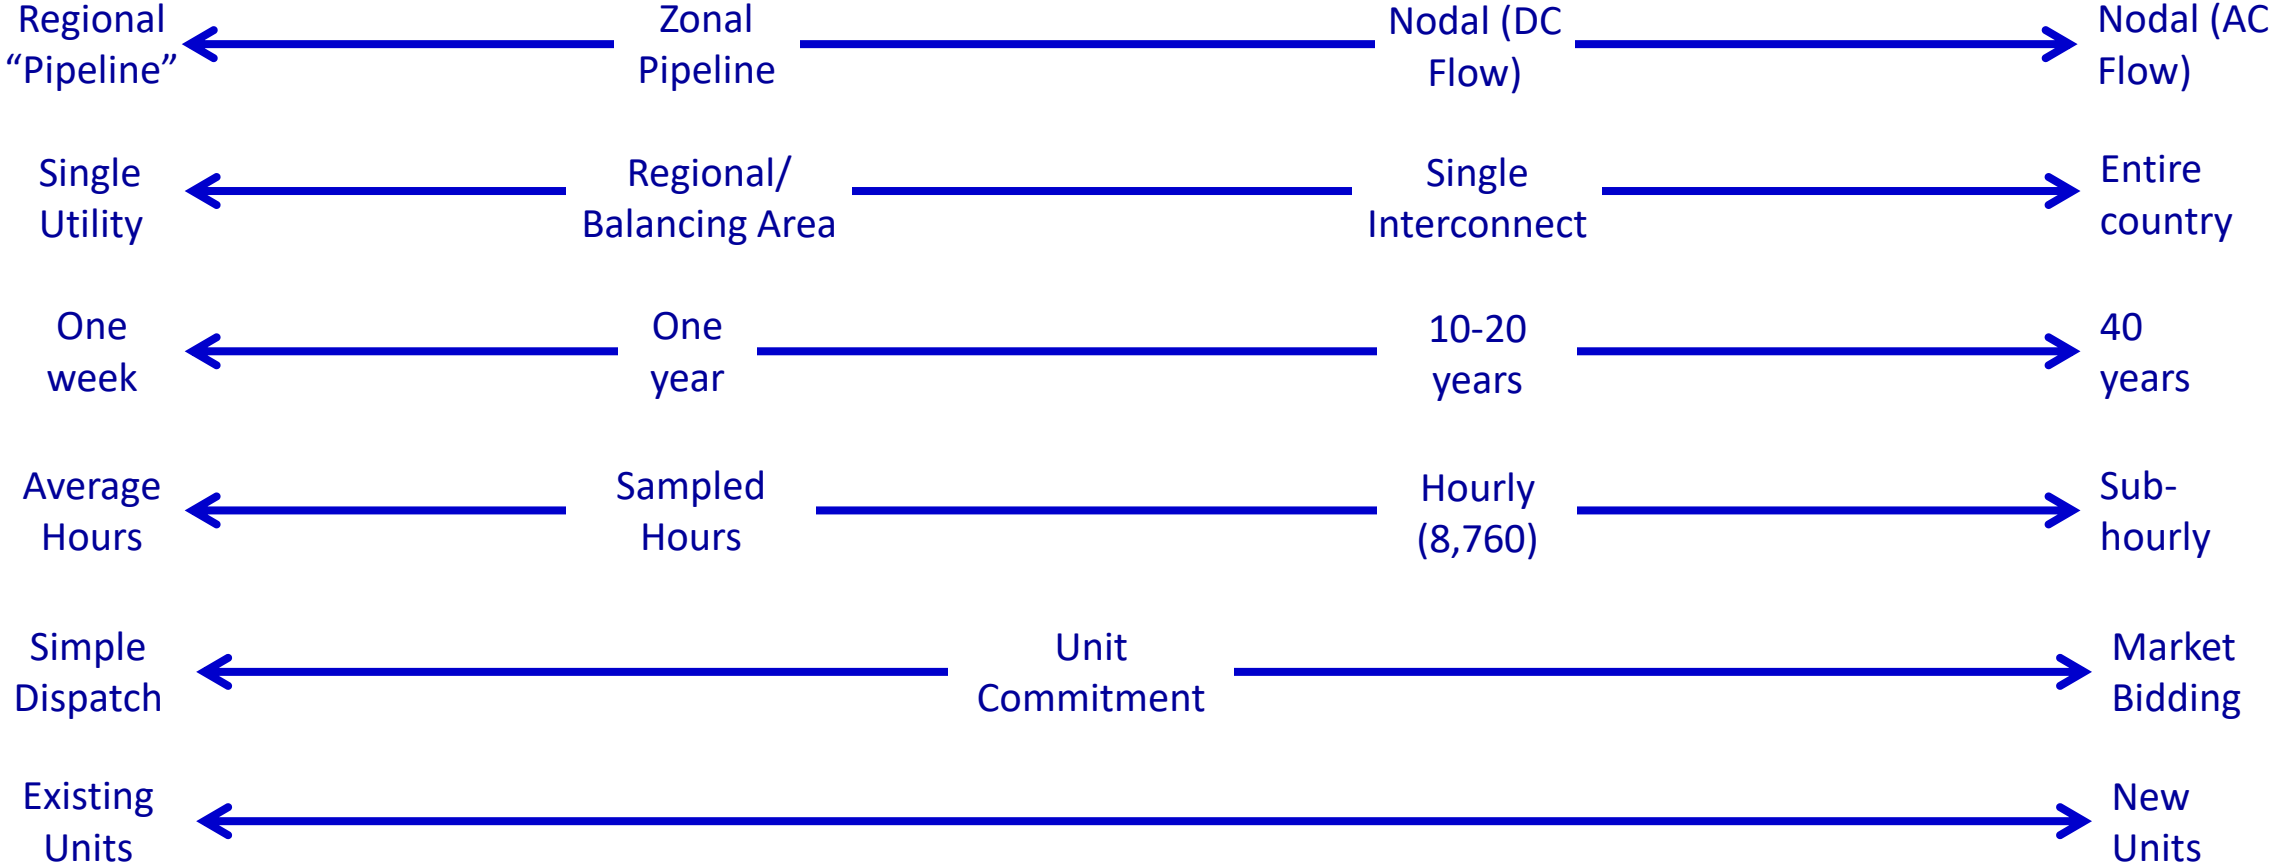 Regional
“Pipeline”
Zonal
Pipeline
Nodal (DC
Flow)
Nodal (AC
Flow)
Single
Utility
Regional/
Balancing Area
Single
Interconnect
Entire
country
One
week
One
year
10-20
years
40
years
Average
Hours
Sampled
Hours
Hourly
(8,760)
Sub-
hourly
Simple
Dispatch
Unit
Commitment
Market
Bidding
Existing
Units
New
Units